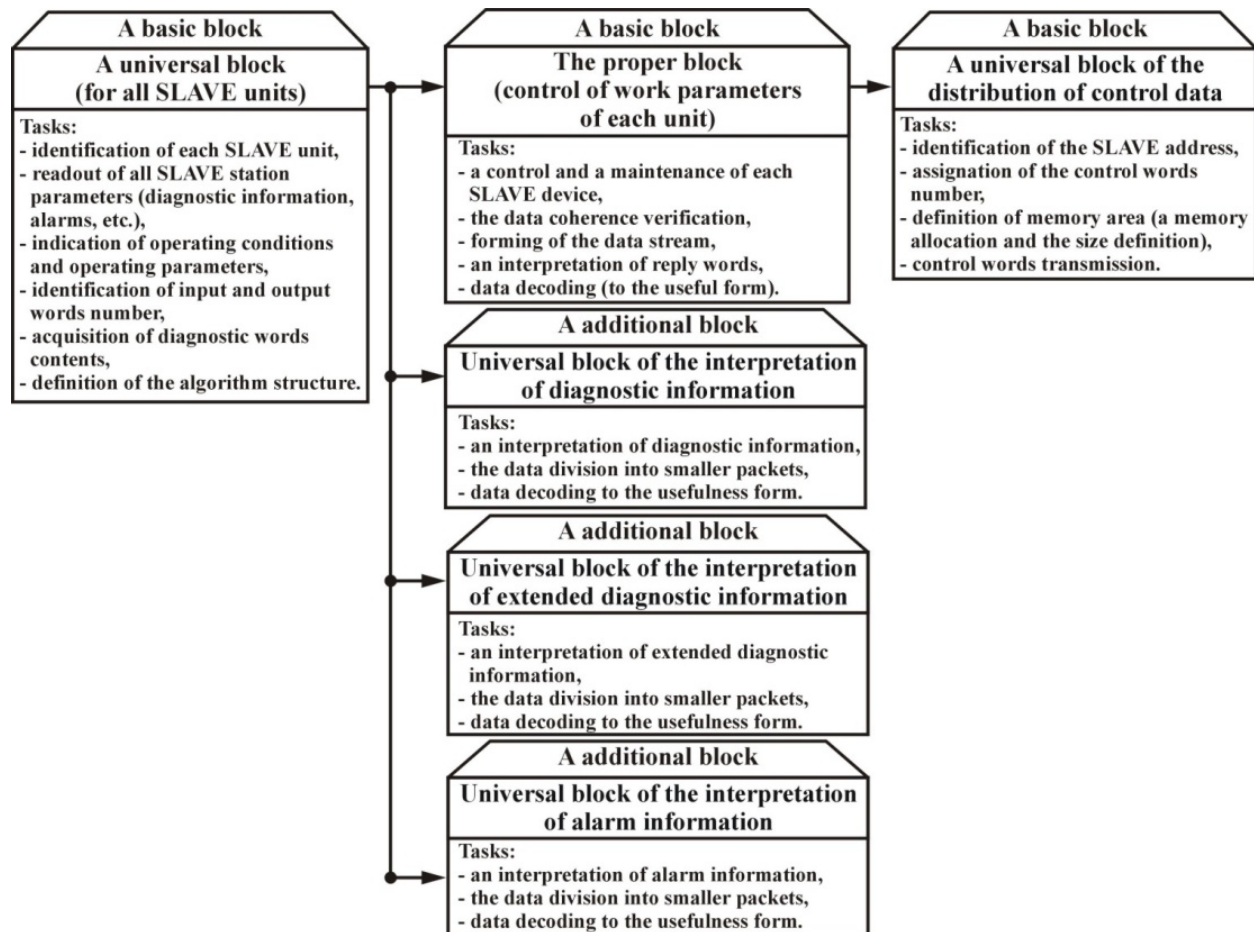 A basic block
A universal block
(for all SLAVE units)
Tasks:
- identification of each SLAVE unit,
- readout of all SLAVE station
parameters (diagnostic information,
alarms, etc.),
- indication of operating conditions
and operating parameters,
- identification of input and output
words number,
- acquisition of diagnostic words
contents,
- definition of the algorithm structure.
A basic block
The proper block
(control of work parameters
of each unit)
Tasks:
- a control and a maintenance of each
SLAVE device,
- the data coherence verification,
- forming of the data stream,
- an interpretation of reply words,
- data decoding (to the useful form).
A basic block
A universal block of the
distribution of control data
Tasks:
- identification of the SLAVE address,
- assignation of the control words
number,
- definition of memory area (a memory
allocation and the size definition),
- control words transmission.
A additional block
Universal block of the interpretation
of diagnostic information
Tasks:
- an interpretation of diagnostic information,
- the data division into smaller packets,
- data decoding to the usefulness form.
A additional block
Universal block of the interpretation
of extended diagnostic information
Tasks:
- an interpretation of extended diagnostic
information,
- the data division into smaller packets,
- data decoding to the usefulness form.
A additional block
Universal block of the interpretation
of alarm information
Tasks:
- an interpretation of alarm information,
- the data division into smaller packets,
- data decoding to the usefulness form.